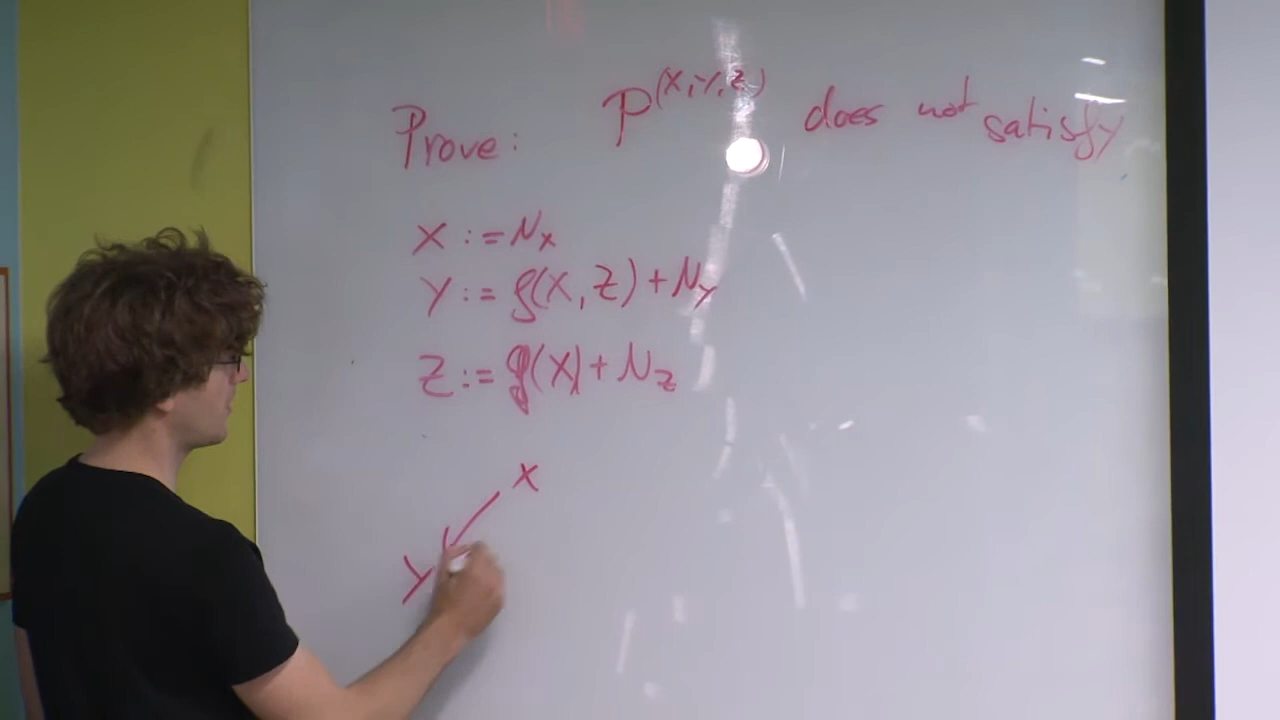 Prove: P^(X,Y,Z) does not satisfy
X := N_X
Y := f(X, Z) + N_Y
Z := g(X) + N_Z
X
Y